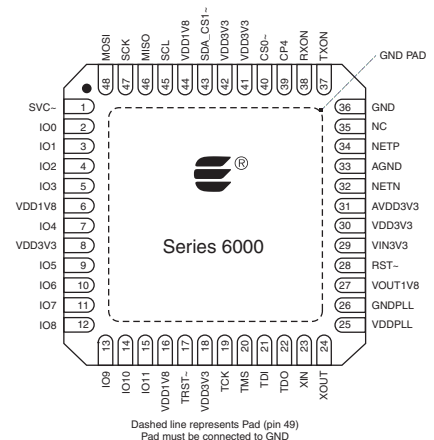 MOSI
SCK
MISO
SCL
VDD1V8
SDA_CS1~
VDD3V3
VDD3V3
CS0~
CP4
RXON
TXON
48 47 46 45 44 43 42 41 40 39 38 37
GND PAD
SVC~ 1
IO0 2
IO1 3
IO2 4
IO3 5
VDD1V8 6
IO4 7
VDD3V3 8
IO5 9
IO6 10
IO7 11
IO8 12
36 GND
35 NC
34 NETP
33 AGND
32 NETN
31 AVDD3V3
30 VDD3V3
29 VIN3V3
28 RST~
27 VOUT1V8
26 GNDPLL
25 VDDPLL
®
Series 6000
13 14 15 16 17 18 19 20 21 22 23 24
IO9
IO10
IO11
VDD1V8
TRST~
VDD3V3
TCK
TMS
TDI
TDO
XIN
XOUT
Dashed line represents Pad (pin 49)
Pad must be connected to GND